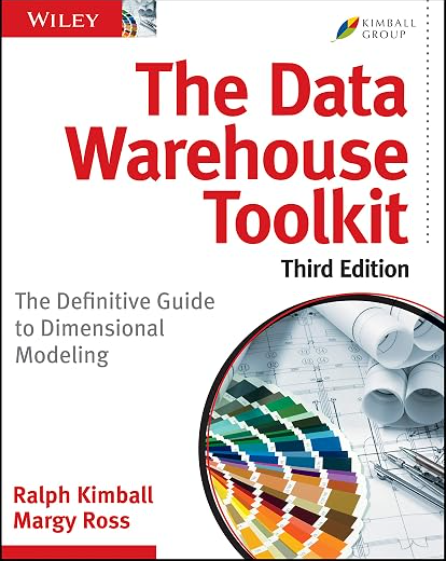 WILEY
KIMBALL
GROUP
The Data
Warehouse
Toolkit
Third Edition
The Definitive Guide
to Dimensional
Modeling
Ralph Kimball
Margy Ross